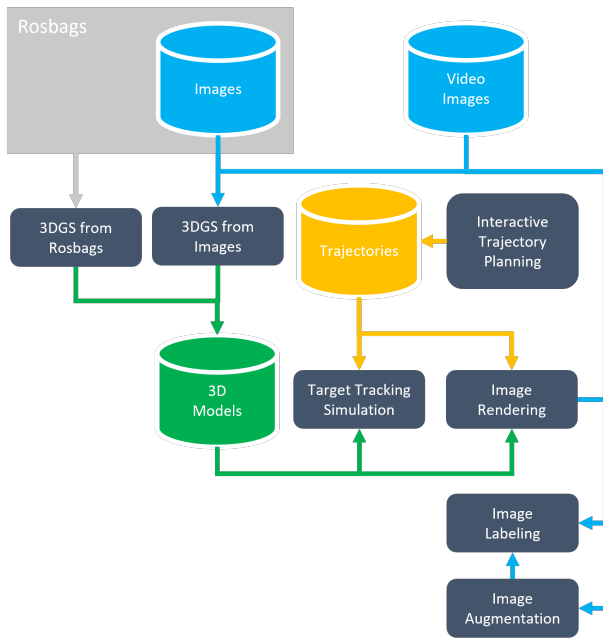 Rosbags
Images
Video
Images
3DGS from
Rosbags
3DGS from
Images
Trajectories
Interactive
Trajectory
Planning
3D
Models
Target Tracking
Simulation
Image
Rendering
Image
Labeling
Image
Augmentation